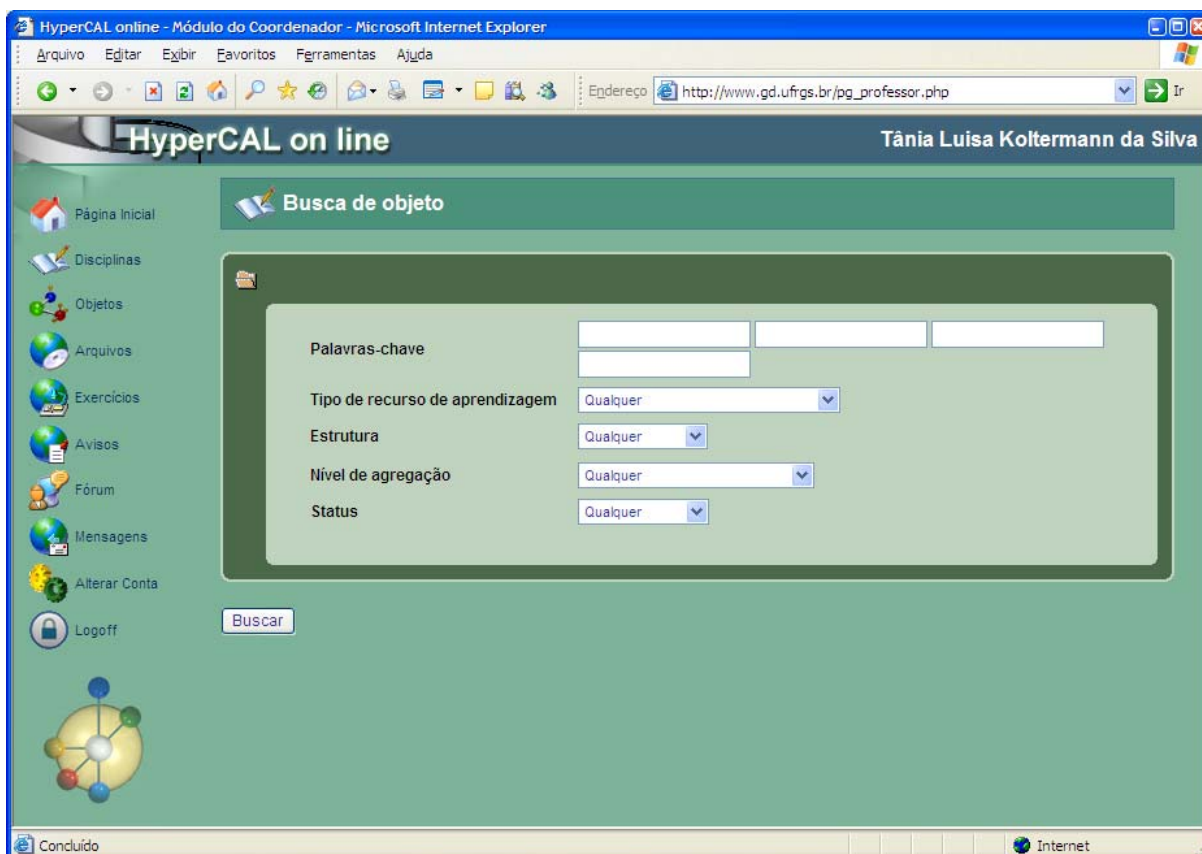 HyperCAL online - Módulo do Coordenador - Microsoft Internet Explorer
Arquivo Editar Exibir Favoritos Ferramentas Ajuda
Endereço http://www.gd.ufrgs.br/pg_professor.php Ir
HyperCAL on line Tânia Luisa Koltermann da Silva
Busca de objeto
Página Inicial
Disciplinas
Objetos
Arquivos
Exercícios
Avisos
Fórum
Mensagens
Alterar Conta
Logoff
Palavras-chave
Tipo de recurso de aprendizagem Qualquer
Estrutura Qualquer
Nível de agregação Qualquer
Status Qualquer
Buscar
Concluído Internet